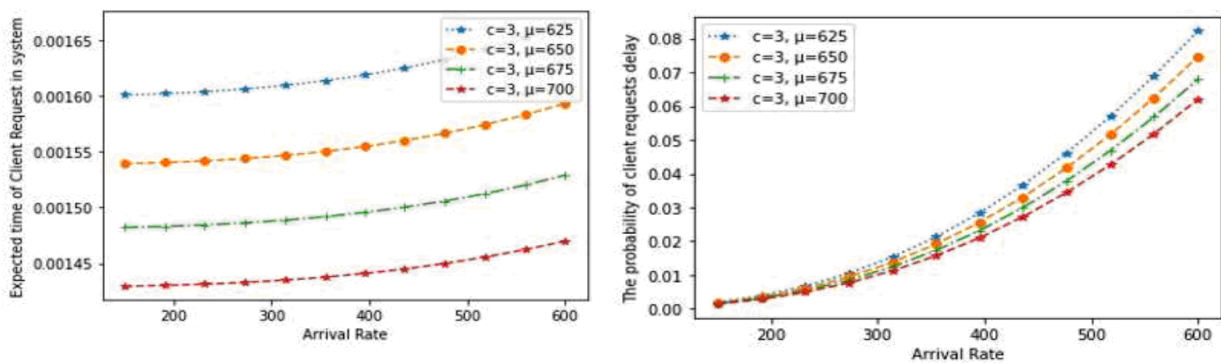 Expected time of Client Request in system
0.00165
0.00160
0.00155
0.00150
0.00145
c=3, μ=625
c=3, μ=650
c=3, μ=675
c=3, μ=700
200 300 400 500 600
Arrival Rate
The probability of client requests delay
0.08
0.07
0.06
0.05
0.04
0.03
0.02
0.01
0.00
c=3, μ=625
c=3, μ=650
c=3, μ=675
c=3, μ=700
200 300 400 500 600
Arrival Rate